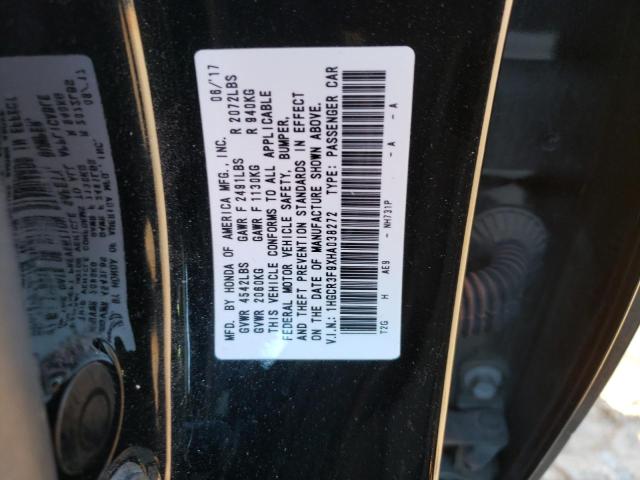 MFD. BY HONDA OF AMERICA MFG., INC. 06/'17
GVWR 4542LBS GAWR F 2491LBS R 2072LBS
GVWR 2060KG GAWR F 1130KG R 940KG
THIS VEHICLE CONFORMS TO ALL APPLICABLE
FEDERAL MOTOR VEHICLE SAFETY, BUMPER,
AND THEFT PREVENTION STANDARDS IN EFFECT
ON THE DATE OF MANUFACTURE SHOWN ABOVE.
V.I.N.: 1HGCR3F9XHA038272 TYPE: PASSENGER CAR
T2G H AE9 - NH731P - A - A